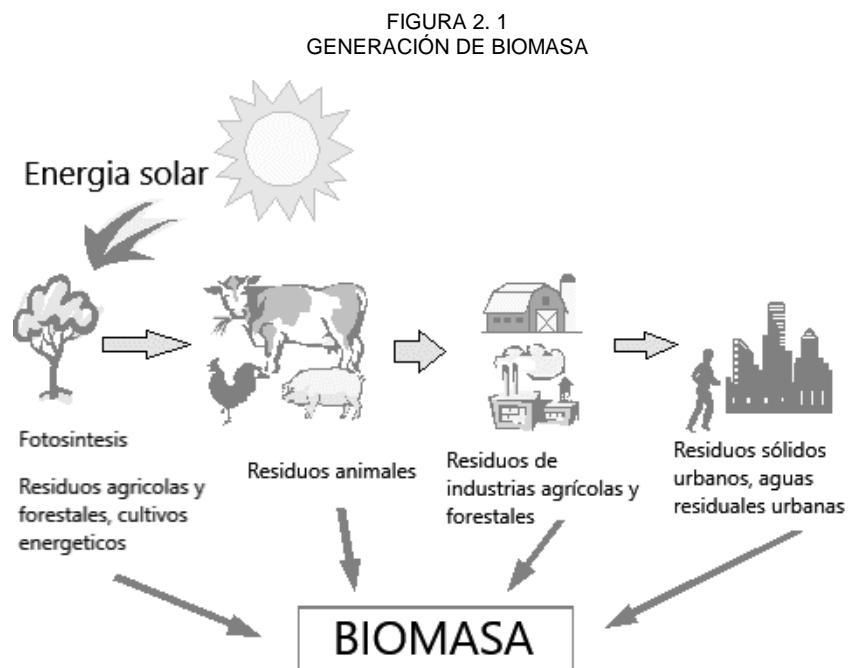 FIGURA 2. 1
GENERACIÓN DE BIOMASA
Energia solar
Fotosintesis
Residuos agricolas y
forestales, cultivos
energeticos
Residuos animales
Residuos de
industrias agrícolas y
forestales
Residuos sólidos
urbanos, aguas
residuales urbanas
BIOMASA